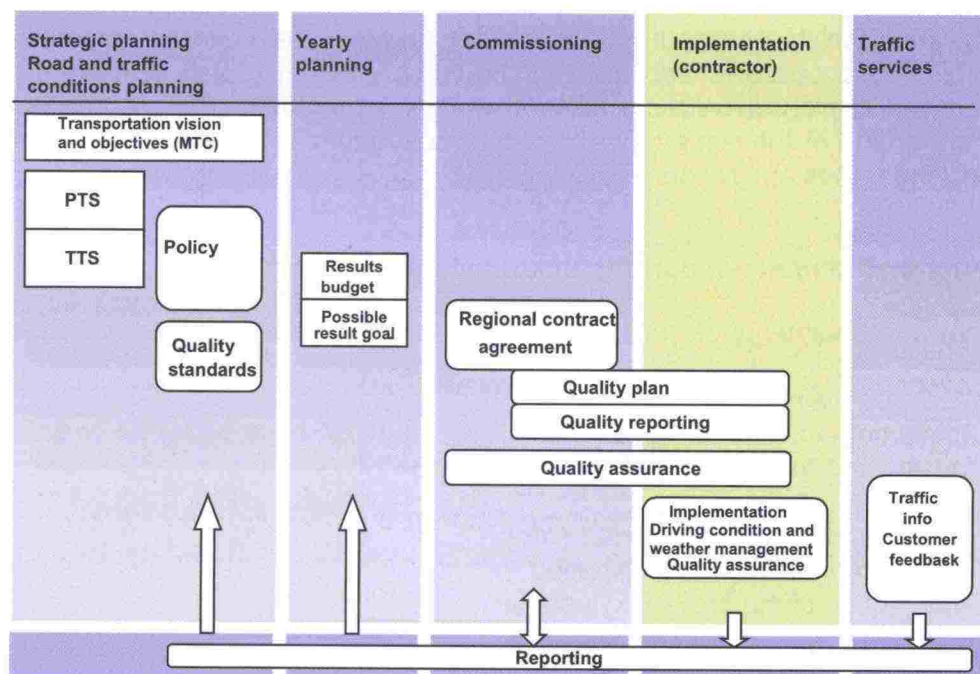 Strategic planning
Road and traffic
conditions planning
Yearly
planning
Commissioning
Implementation
(contractor)
Traffic
services
Transportation vision
and objectives (MTC)
PTS
TTS
Policy
Quality
standards
Results
budget
Possible
result goal
Regional contract
agreement
Quality plan
Quality reporting
Quality assurance
Implementation
Driving condition and
weather management
Quality assurance
Traffic
info
Customer
feedback
Reporting